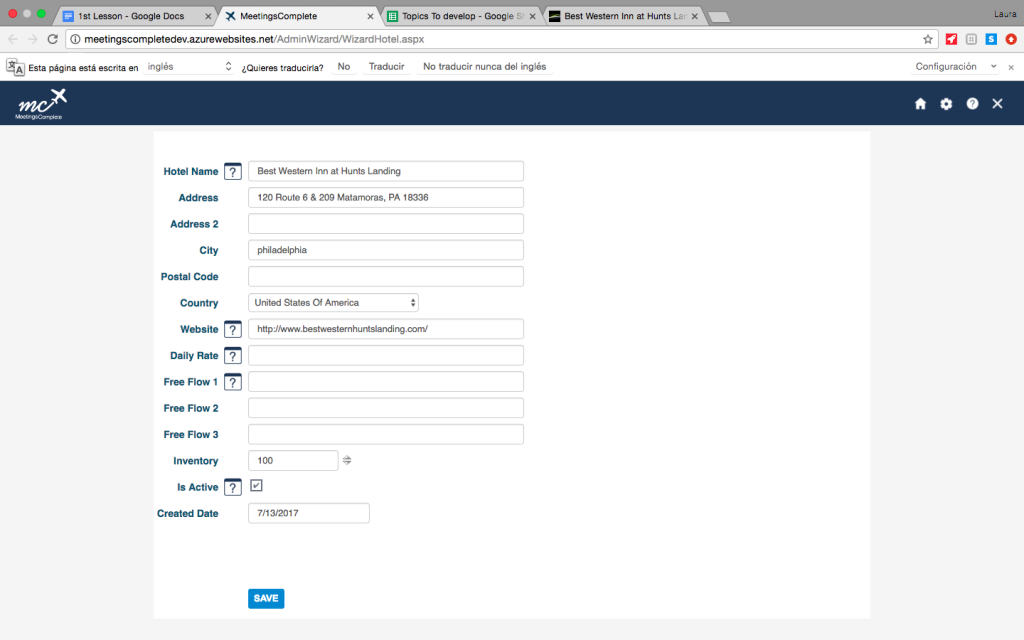 1st Lesson - Google Docs
MeetingsComplete
Topics To develop - Google S
Best Western Inn at Hunts La
Laura
meetingscompletedev.azurewebsites.net/AdminWizard/WizardHotel.aspx
Esta página está escrita en inglés ¿Quieres traducirla? No Traducir No traducir nunca del inglés Configuración
mc
MeetingsComplete
Hotel Name ? Best Western Inn at Hunts Landing
Address 120 Route 6 & 209 Matamoras, PA 18336
Address 2
City philadelphia
Postal Code
Country United States Of America
Website ? http://www.bestwesternhuntslanding.com/
Daily Rate ?
Free Flow 1 ?
Free Flow 2
Free Flow 3
Inventory 100
Is Active ?
Created Date 7/13/2017
SAVE